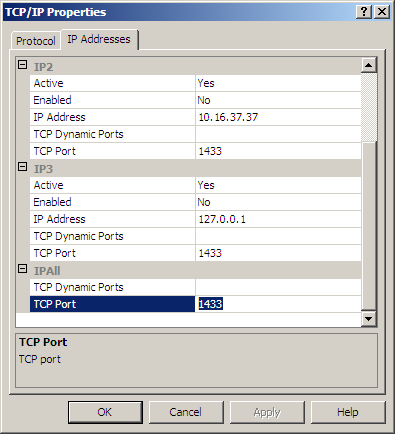 TCP/IP Properties
Protocol IP Addresses
IP2
Active Yes
Enabled No
IP Address 10.16.37.37
TCP Dynamic Ports
TCP Port 1433
IP3
Active Yes
Enabled No
IP Address 127.0.0.1
TCP Dynamic Ports
TCP Port 1433
IPAll
TCP Dynamic Ports
TCP Port 1433
TCP Port
TCP port
OK Cancel Apply Help